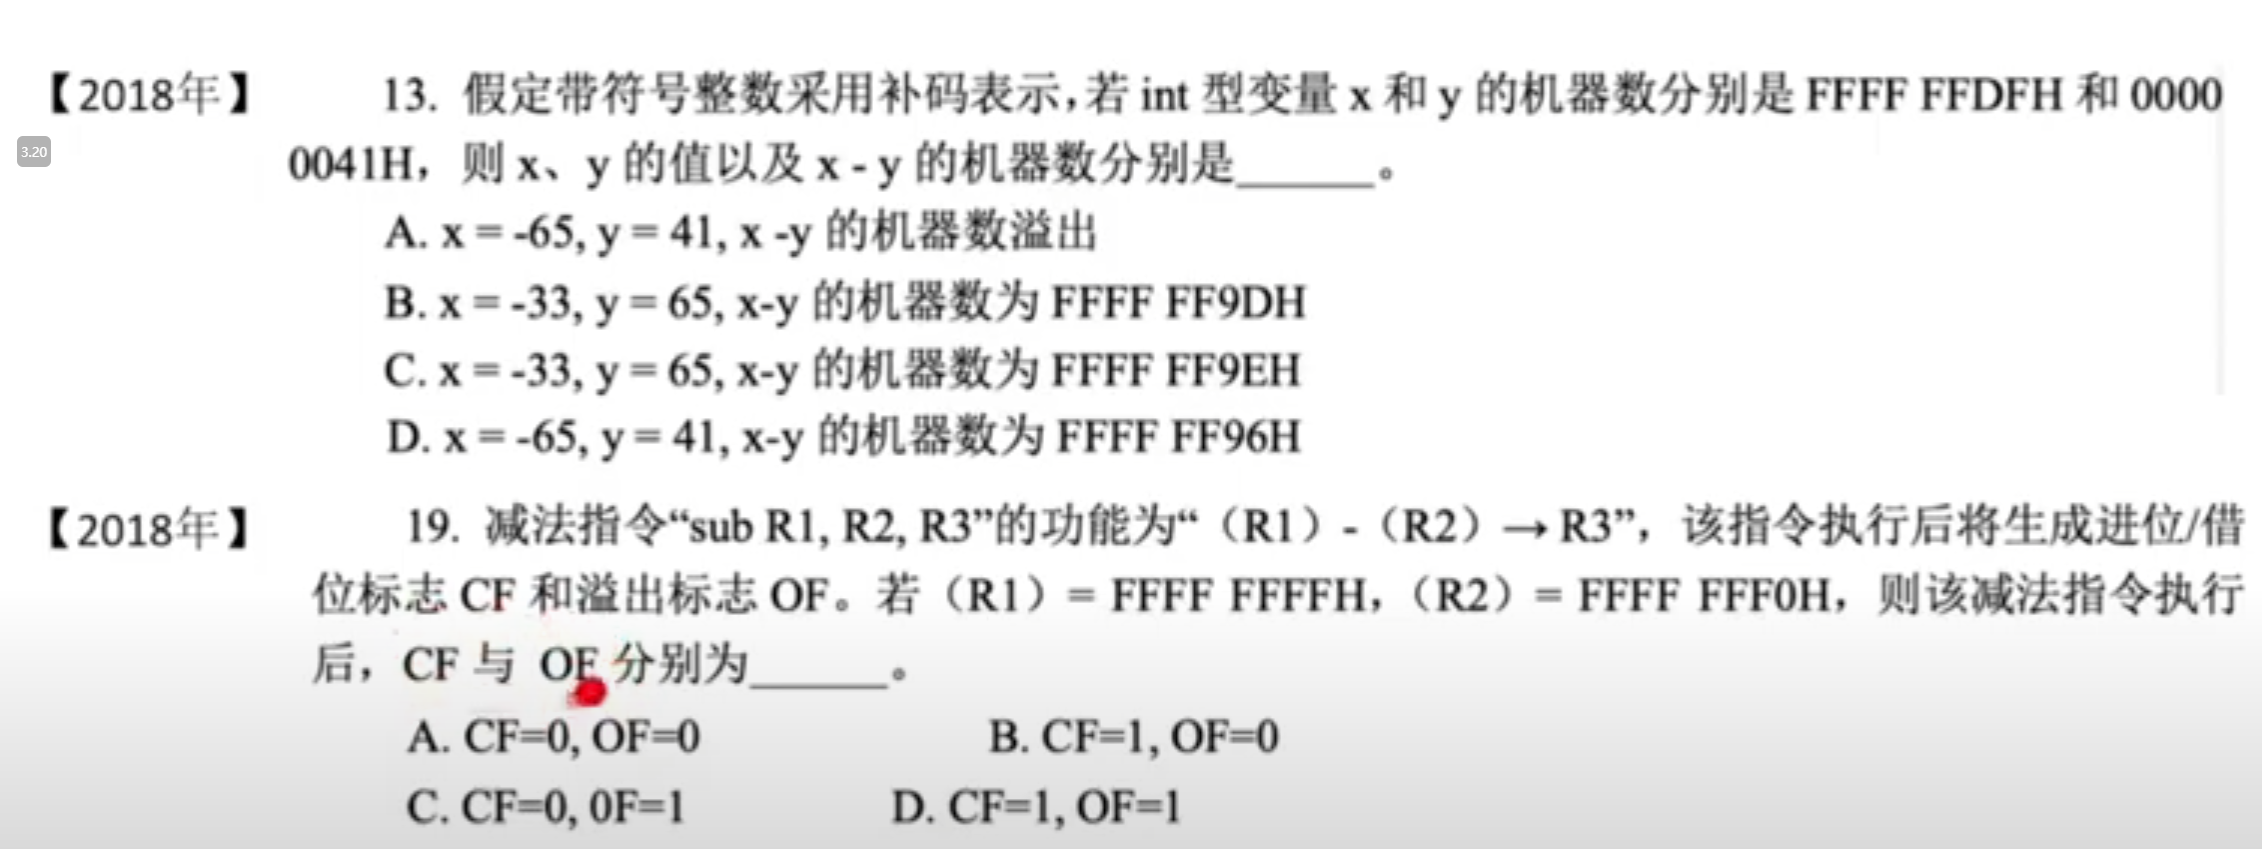 【2018年】 13. 假定带符号整数采用补码表示,若 int 型变量 x 和 y 的机器数分别是 FFFF FFDFH 和 0000
3.20
0041H，则 x、y 的值以及 x - y 的机器数分别是______。
A. x = -65, y = 41, x -y 的机器数溢出
B. x = -33, y = 65, x-y 的机器数为 FFFF FF9DH
C. x = -33, y = 65, x-y 的机器数为 FFFF FF9EH
D. x = -65, y = 41, x-y 的机器数为 FFFF FF96H
【2018年】 19. 减法指令“sub R1, R2, R3”的功能为“（R1）-（R2）→ R3”，该指令执行后将生成进位/借
位标志 CF 和溢出标志 OF。若（R1）= FFFF FFFFH，（R2）= FFFF FFF0H，则该减法指令执行
后，CF 与 OF 分别为______。
A. CF=0, OF=0 B. CF=1, OF=0
C. CF=0, 0F=1 D. CF=1, OF=1